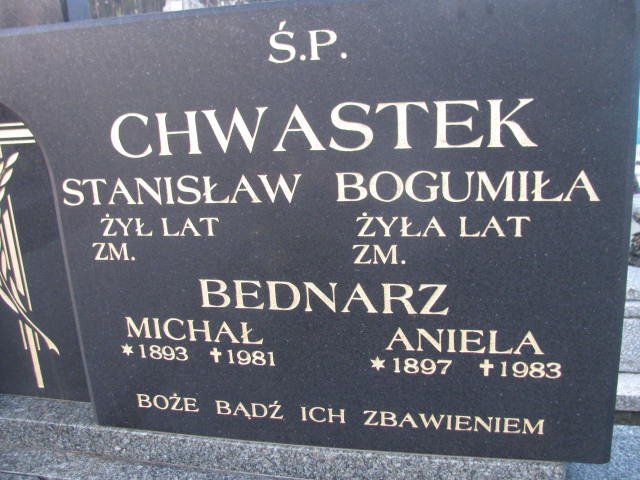 Ś.P.
CHWASTEK
STANISŁAW BOGUMIŁA
ŻYŁ LAT ŻYŁA LAT
ZM. ZM.
BEDNARZ
MICHAŁ ANIELA
*1893 †1981 *1897 †1983
BOŻE BĄDŹ ICH ZBAWIENIEM